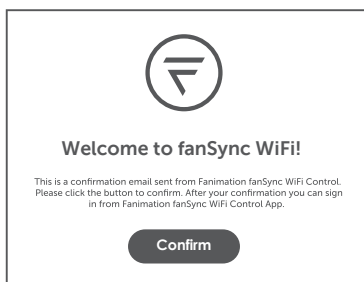 Welcome to fanSync WiFi!
This is a confirmation email sent from Fanimation fanSync WiFi Control.
Please click the button to confirm. After your confirmation you can sign
in from Fanimation fanSync WiFi Control App.
Confirm